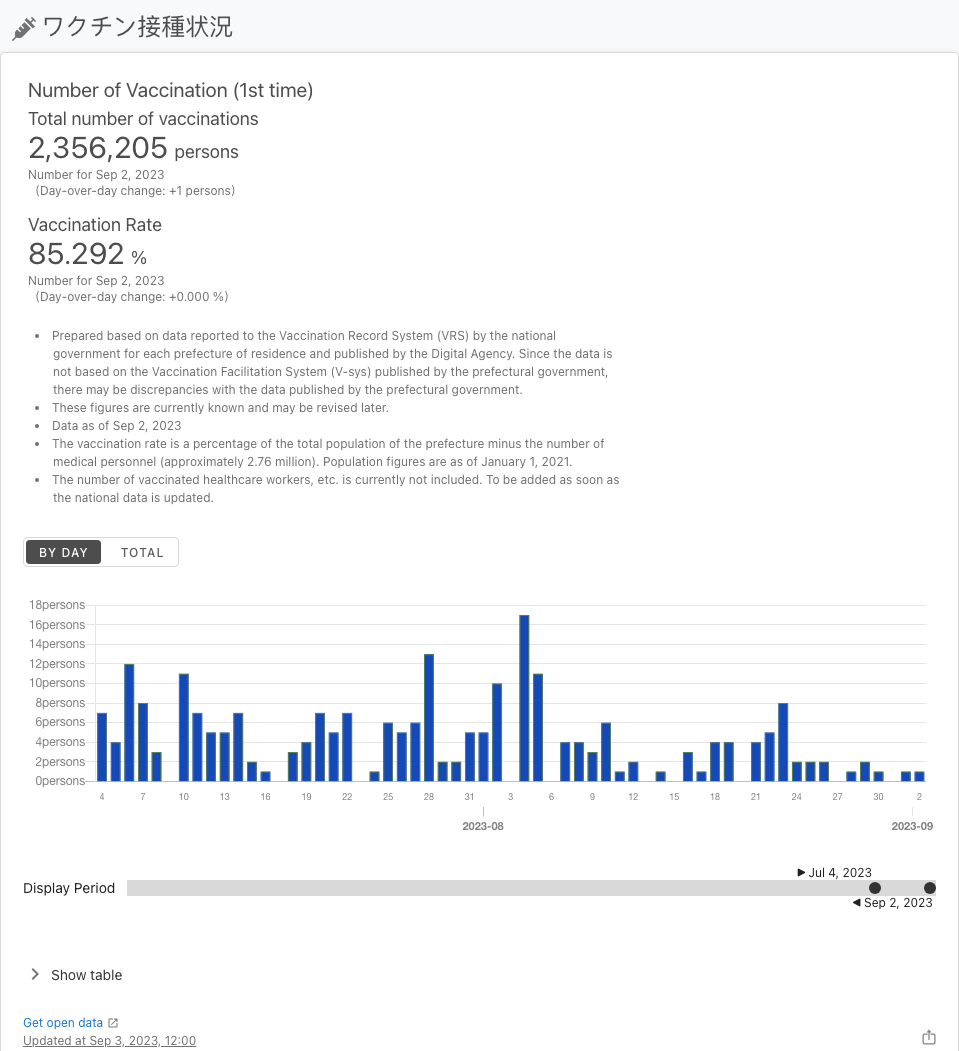 ワクチン接種状況
Number of Vaccination (1st time)
Total number of vaccinations
2,356,205 persons
Number for Sep 2, 2023
(Day-over-day change: +1 persons)
Vaccination Rate
85.292 %
Number for Sep 2, 2023
(Day-over-day change: +0.000 %)
• Prepared based on data reported to the Vaccination Record System (VRS) by the national
government for each prefecture of residence and published by the Digital Agency. Since the data is
not based on the Vaccination Facilitation System (V-sys) published by the prefectural government,
there may be discrepancies with the data published by the prefectural government.
• These figures are currently known and may be revised later.
• Data as of Sep 2, 2023
• The vaccination rate is a percentage of the total population of the prefecture minus the number of
medical personnel (approximately 2.76 million). Population figures are as of January 1, 2021.
• The number of vaccinated healthcare workers, etc. is currently not included. To be added as soon as
the national data is updated.
BY DAY TOTAL
18persons
16persons
14persons
12persons
10persons
8persons
6persons
4persons
2persons
0persons
4 7 10 13 16 19 22 25 28 31 3 6 9 12 15 18 21 24 27 30 2
2023-08 2023-09
Jul 4, 2023
Display Period
Sep 2, 2023
Show table
Get open data
Updated at Sep 3, 2023, 12:00